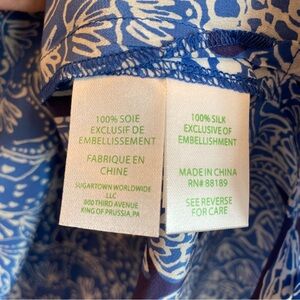 100% SOIE
EXCLUSIF DE
EMBELLISSEMENT
FABRIQUE EN
CHINE
SUGARTOWN WORLDWIDE
LLC
800 THIRD AVENUE
KING OF PRUSSIA, PA
100% SILK
EXCLUSIVE OF
EMBELLISHMENT
MADE IN CHINA
RN# 88189
SEE REVERSE
FOR CARE